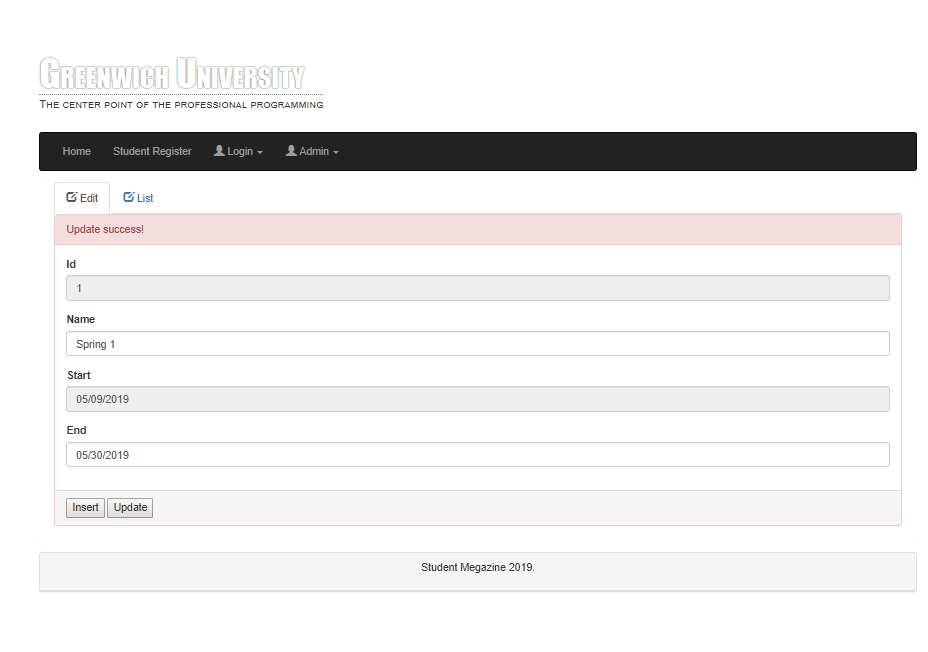 Greenwich University
The center point of the professional programming
Home Student Register Login Admin
Edit List
Update success!
Id
1
Name
Spring 1
Start
05/09/2019
End
05/30/2019
Insert Update
Student Megazine 2019.